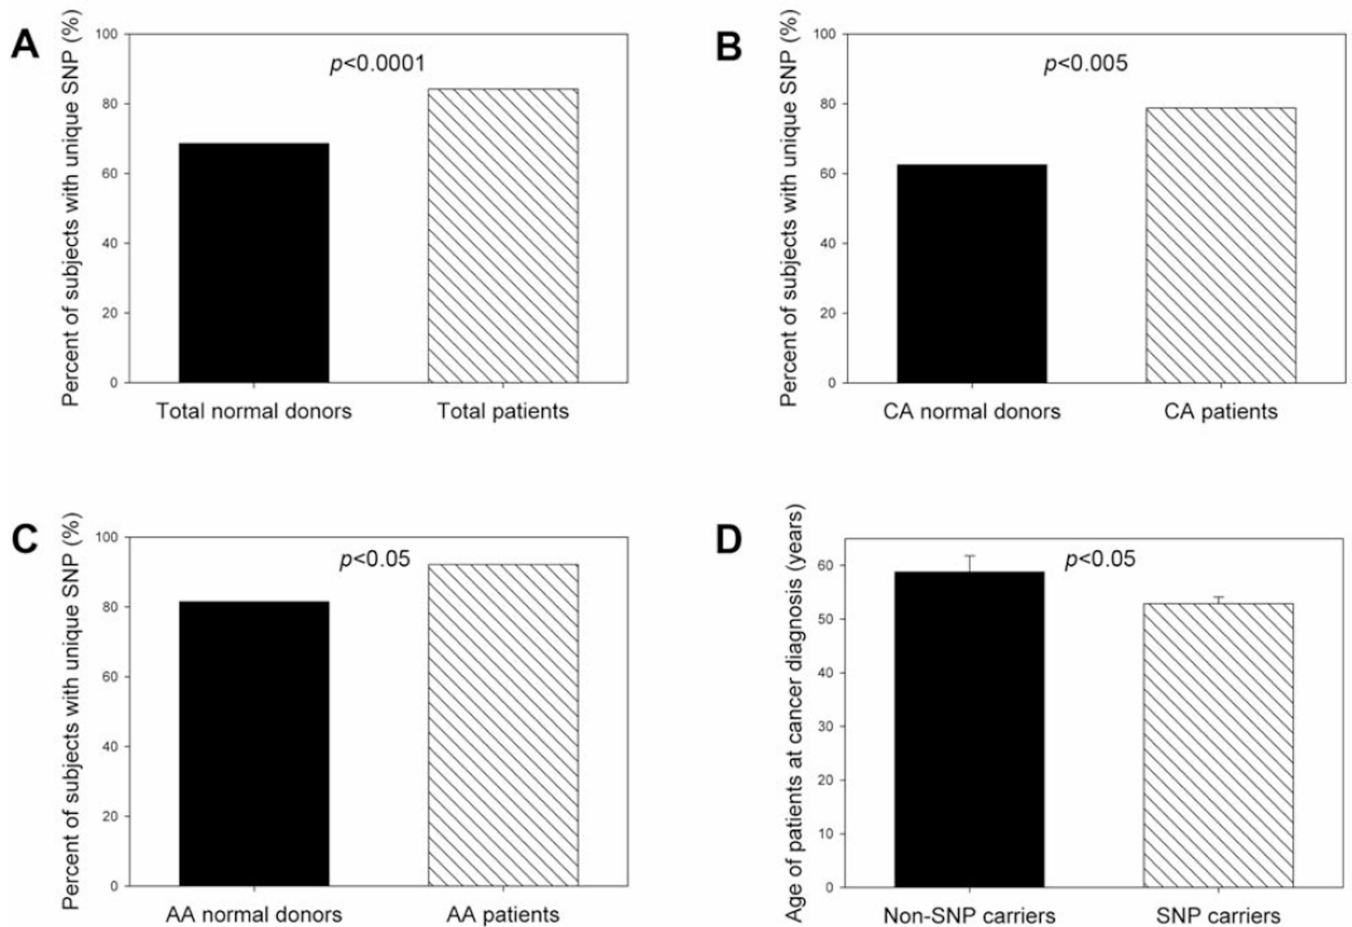 A
Percent of subjects with unique SNP (%)
100
80
60
40
20
0
p<0.0001
Total normal donors
Total patients
B
Percent of subjects with unique SNP (%)
100
80
60
40
20
0
p<0.005
CA normal donors
CA patients
C
Percent of subjects with unique SNP (%)
100
80
60
40
20
0
p<0.05
AA normal donors
AA patients
D
Age of patients at cancer diagnosis (years)
60
50
40
30
20
10
0
p<0.05
Non-SNP carriers
SNP carriers